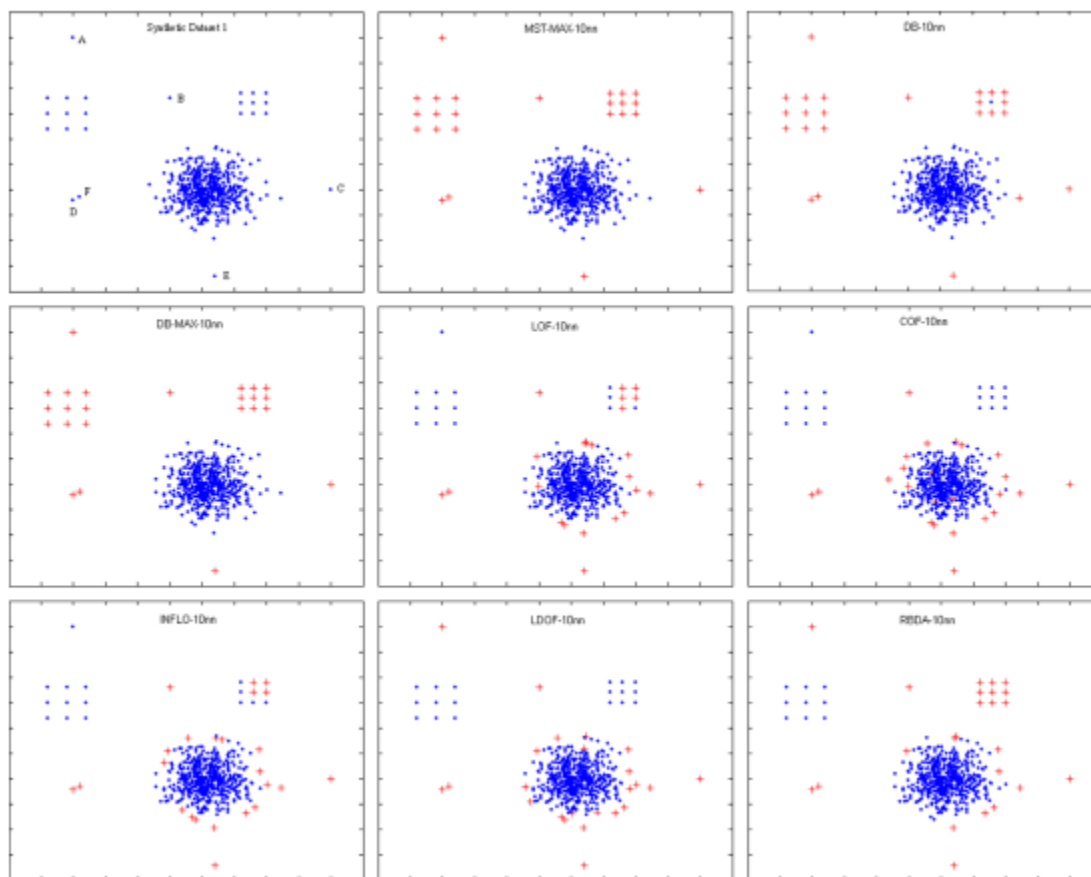 Synthetic Dataset 1
A
B
C
F
D
E
MST-MAX-10nn
DB-10nn
DB-MAX-10nn
LOF-10nn
COF-10nn
INFLO-10nn
LDOF-10nn
RBDA-10nn